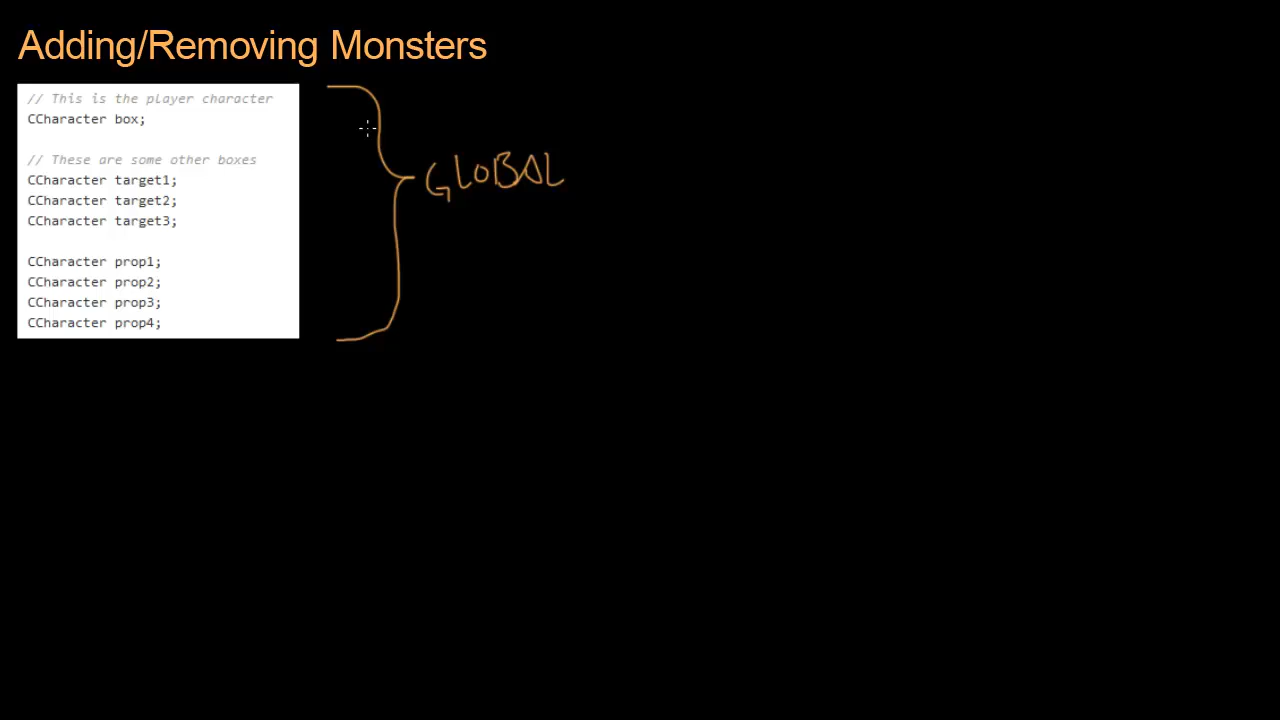 Adding/Removing Monsters
// This is the player character
CCharacter box;
// These are some other boxes
CCharacter target1;
CCharacter target2;
CCharacter target3;
CCharacter prop1;
CCharacter prop2;
CCharacter prop3;
CCharacter prop4;
GLOBAL